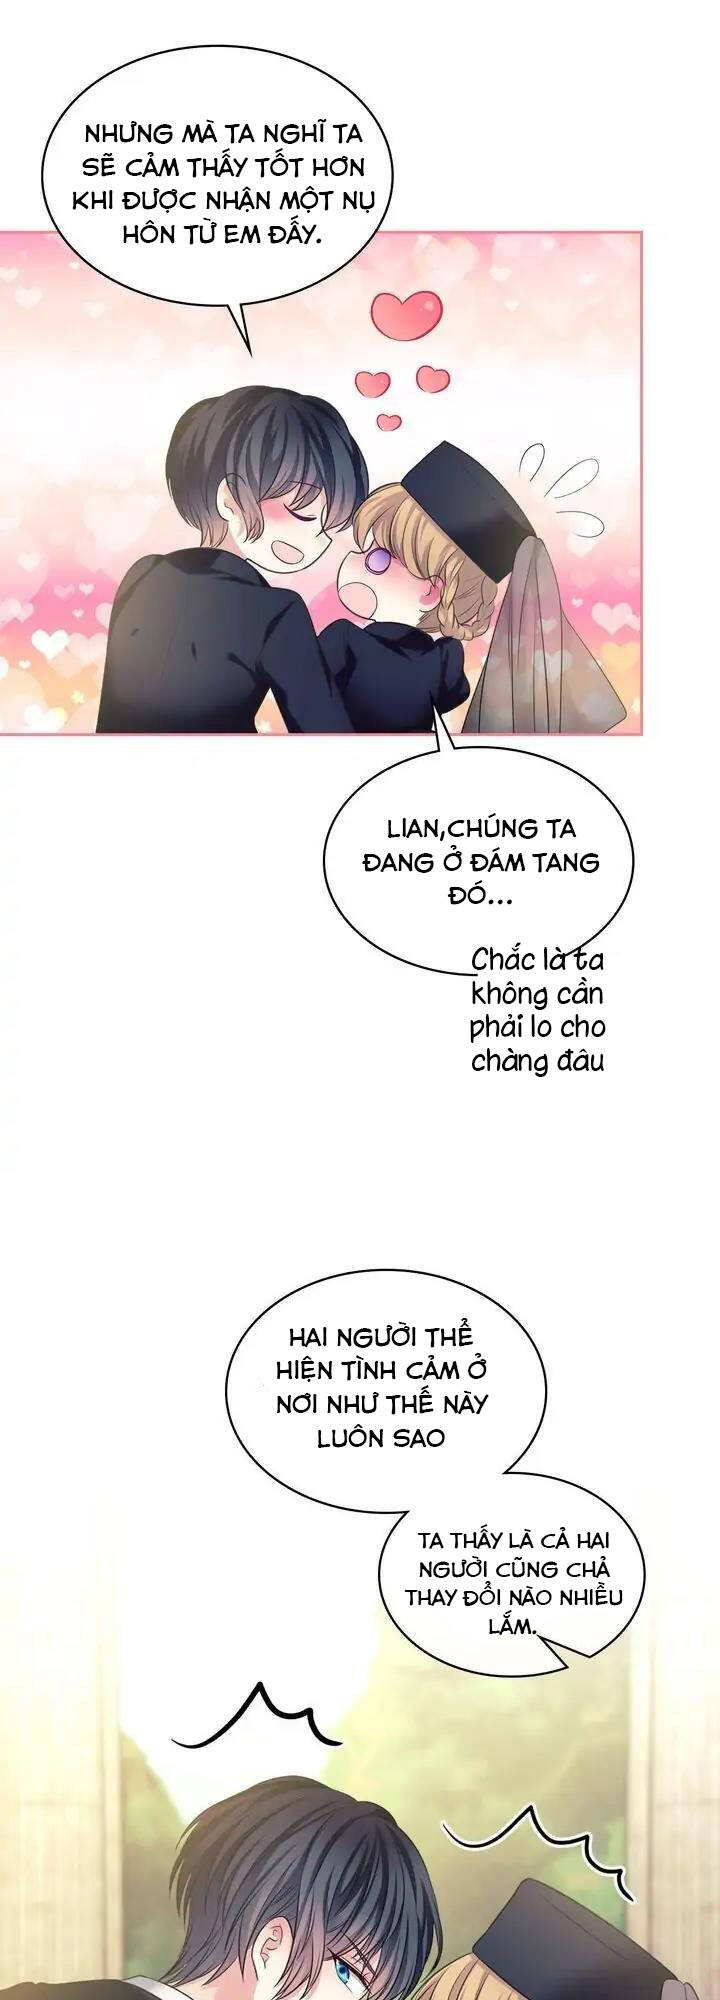 NHƯNG MÀ TA NGHĨ TA
SẼ CẢM THẤY TỐT HƠN
KHI ĐƯỢC NHẬN MỘT NỤ
HÔN TỪ EM ĐẤY.
LIAN,CHÚNG TA
ĐANG Ở ĐÁM TANG
ĐÓ...
Chắc là ta
không cần
phải lo cho
chàng đâu
HAI NGƯỜI THỂ
HIỆN TÌNH CẢM Ở
NƠI NHƯ THẾ NÀY
LUÔN SAO
TA THẤY LÀ CẢ HAI
NGƯỜI CŨNG CHẢ
THAY ĐỔI NÀO NHIỀU
LẮM.